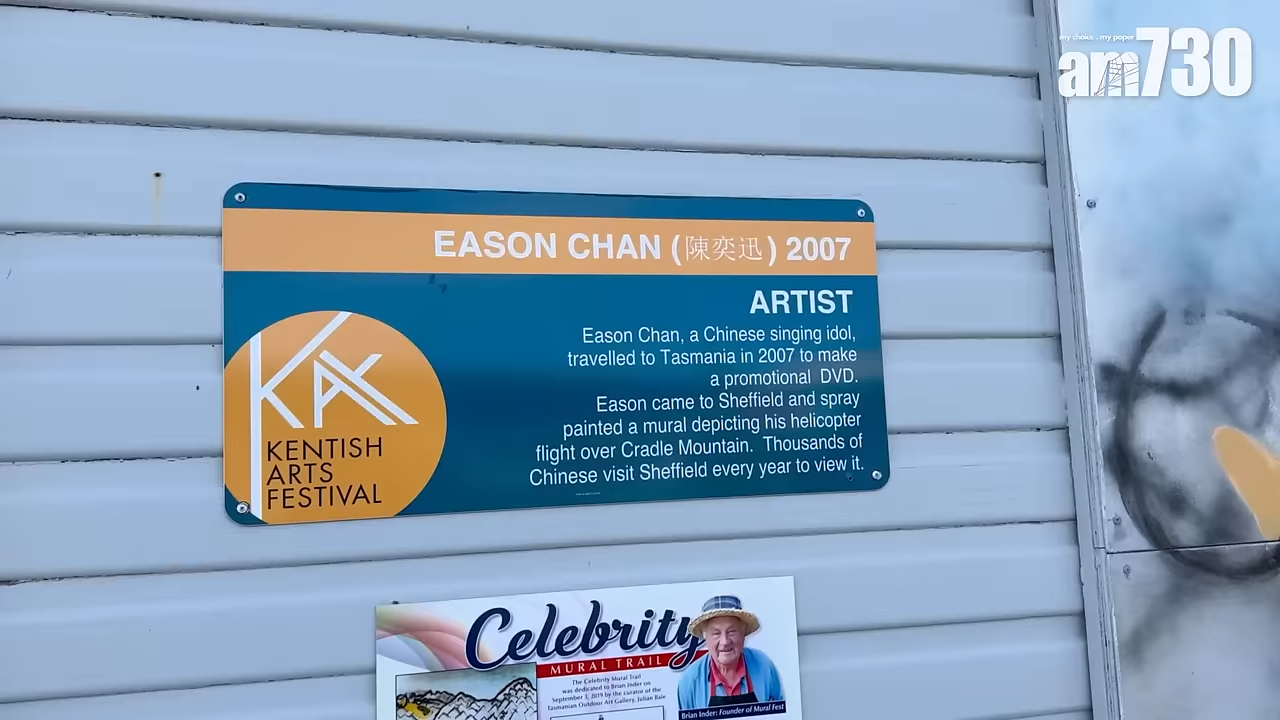 my choice . my paper
am730
EASON CHAN (陳奕迅) 2007
ARTIST
Eason Chan, a Chinese singing idol,
travelled to Tasmania in 2007 to make
a promotional DVD.
Eason came to Sheffield and spray
painted a mural depicting his helicopter
flight over Cradle Mountain. Thousands of
Chinese visit Sheffield every year to view it.
KAX
KENTISH
ARTS
FESTIVAL
Celebrity
MURAL TRAIL
The Celebrity Mural Trail
was dedicated to Brian Inder on
September 3, 2019 by the curator of the
Tasmanian Outdoor Art Gallery, Julian Bale
Brian Inder: Founder of Mural Fest